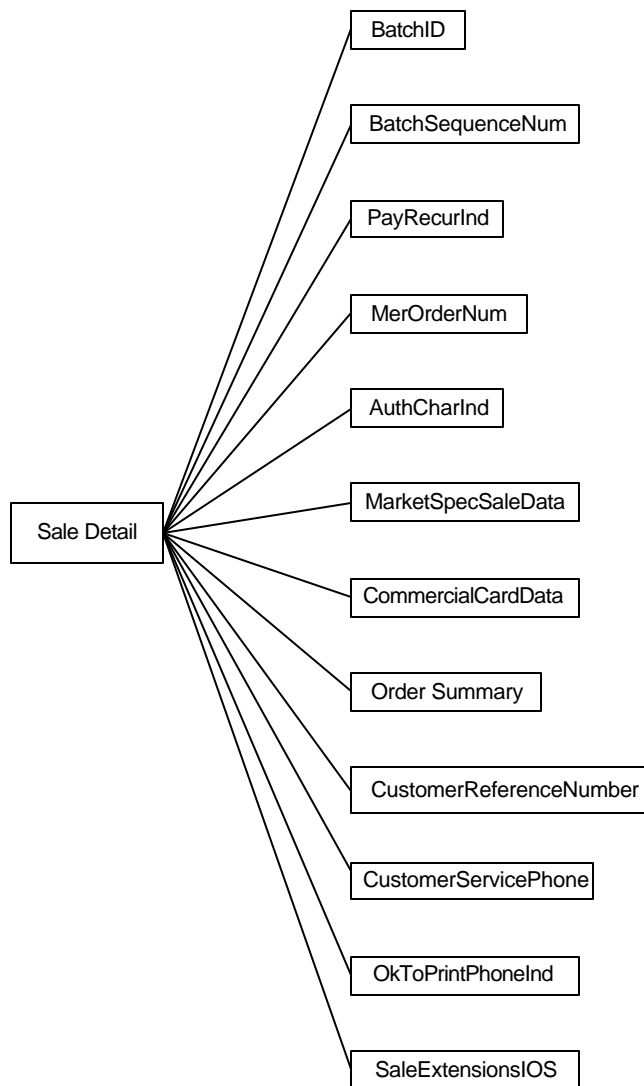 BatchID
BatchSequenceNum
PayRecurInd
MerOrderNum
AuthCharInd
MarketSpecSaleData
Sale Detail
CommercialCardData
Order Summary
CustomerReferenceNumber
CustomerServicePhone
OkToPrintPhoneInd
SaleExtensionsIOS